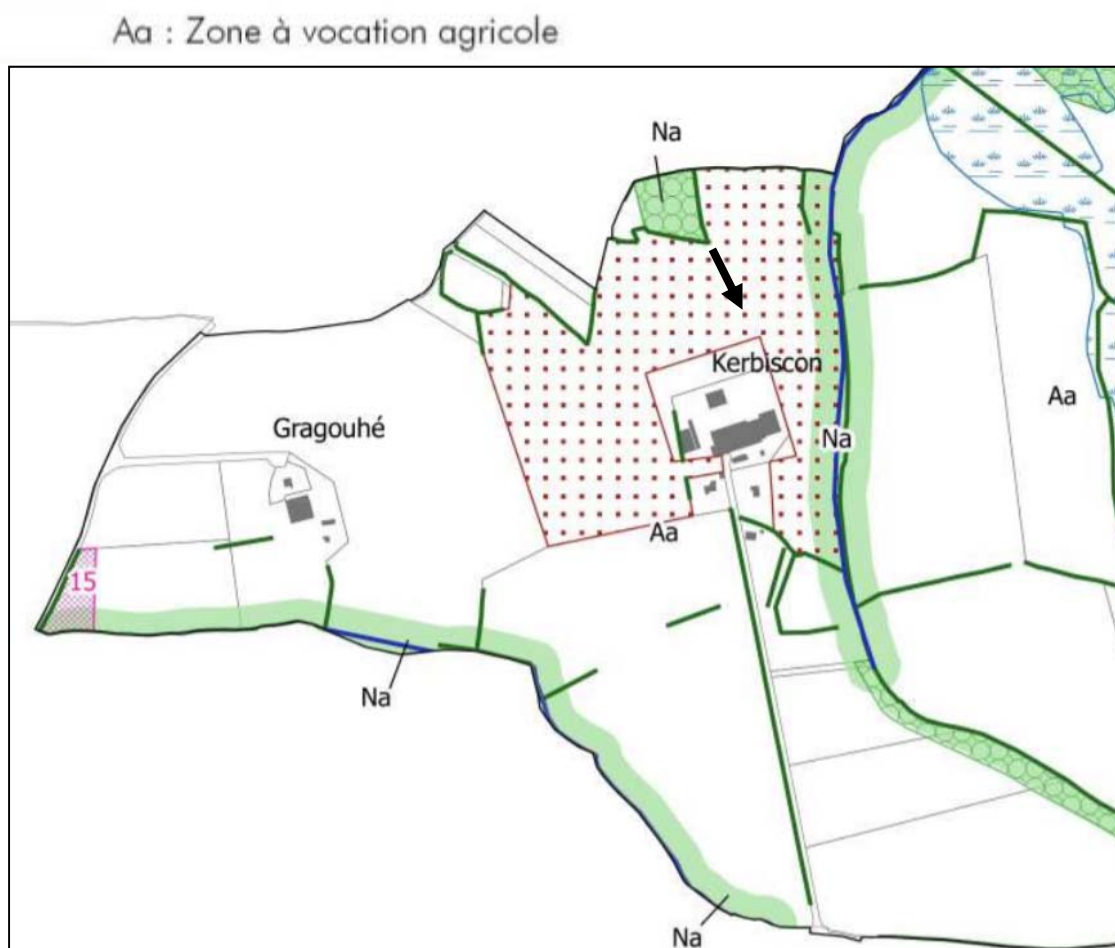 Aa : Zone à vocation agricole
Na
Kerbiscon
Aa
Gragouhé
Na
Aa
15
Na
Na